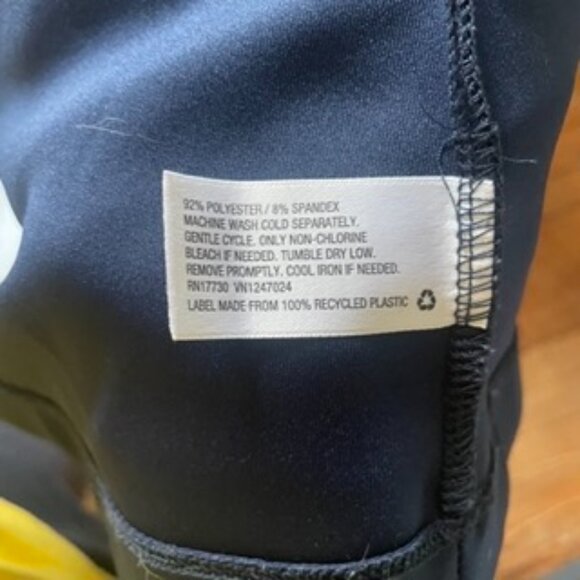 92% POLYESTER / 8% SPANDEX
MACHINE WASH COLD SEPARATELY.
GENTLE CYCLE. ONLY NON-CHLORINE
BLEACH IF NEEDED. TUMBLE DRY LOW.
REMOVE PROMPTLY. COOL IRON IF NEEDED.
RN17730 VN1247024
LABEL MADE FROM 100% RECYCLED PLASTIC